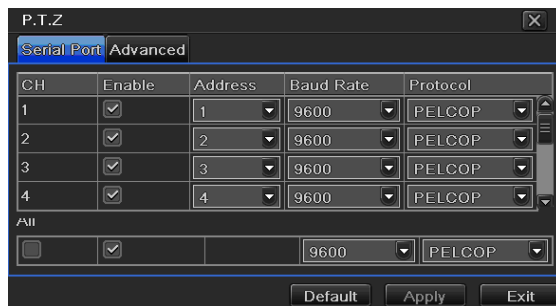 P.T.Z
Serial Port Advanced
CH Enable Address Baud Rate Protocol
1 1 9600 PELCOP
2 2 9600 PELCOP
3 3 9600 PELCOP
4 4 9600 PELCOP
All
9600 PELCOP
Default Apply Exit